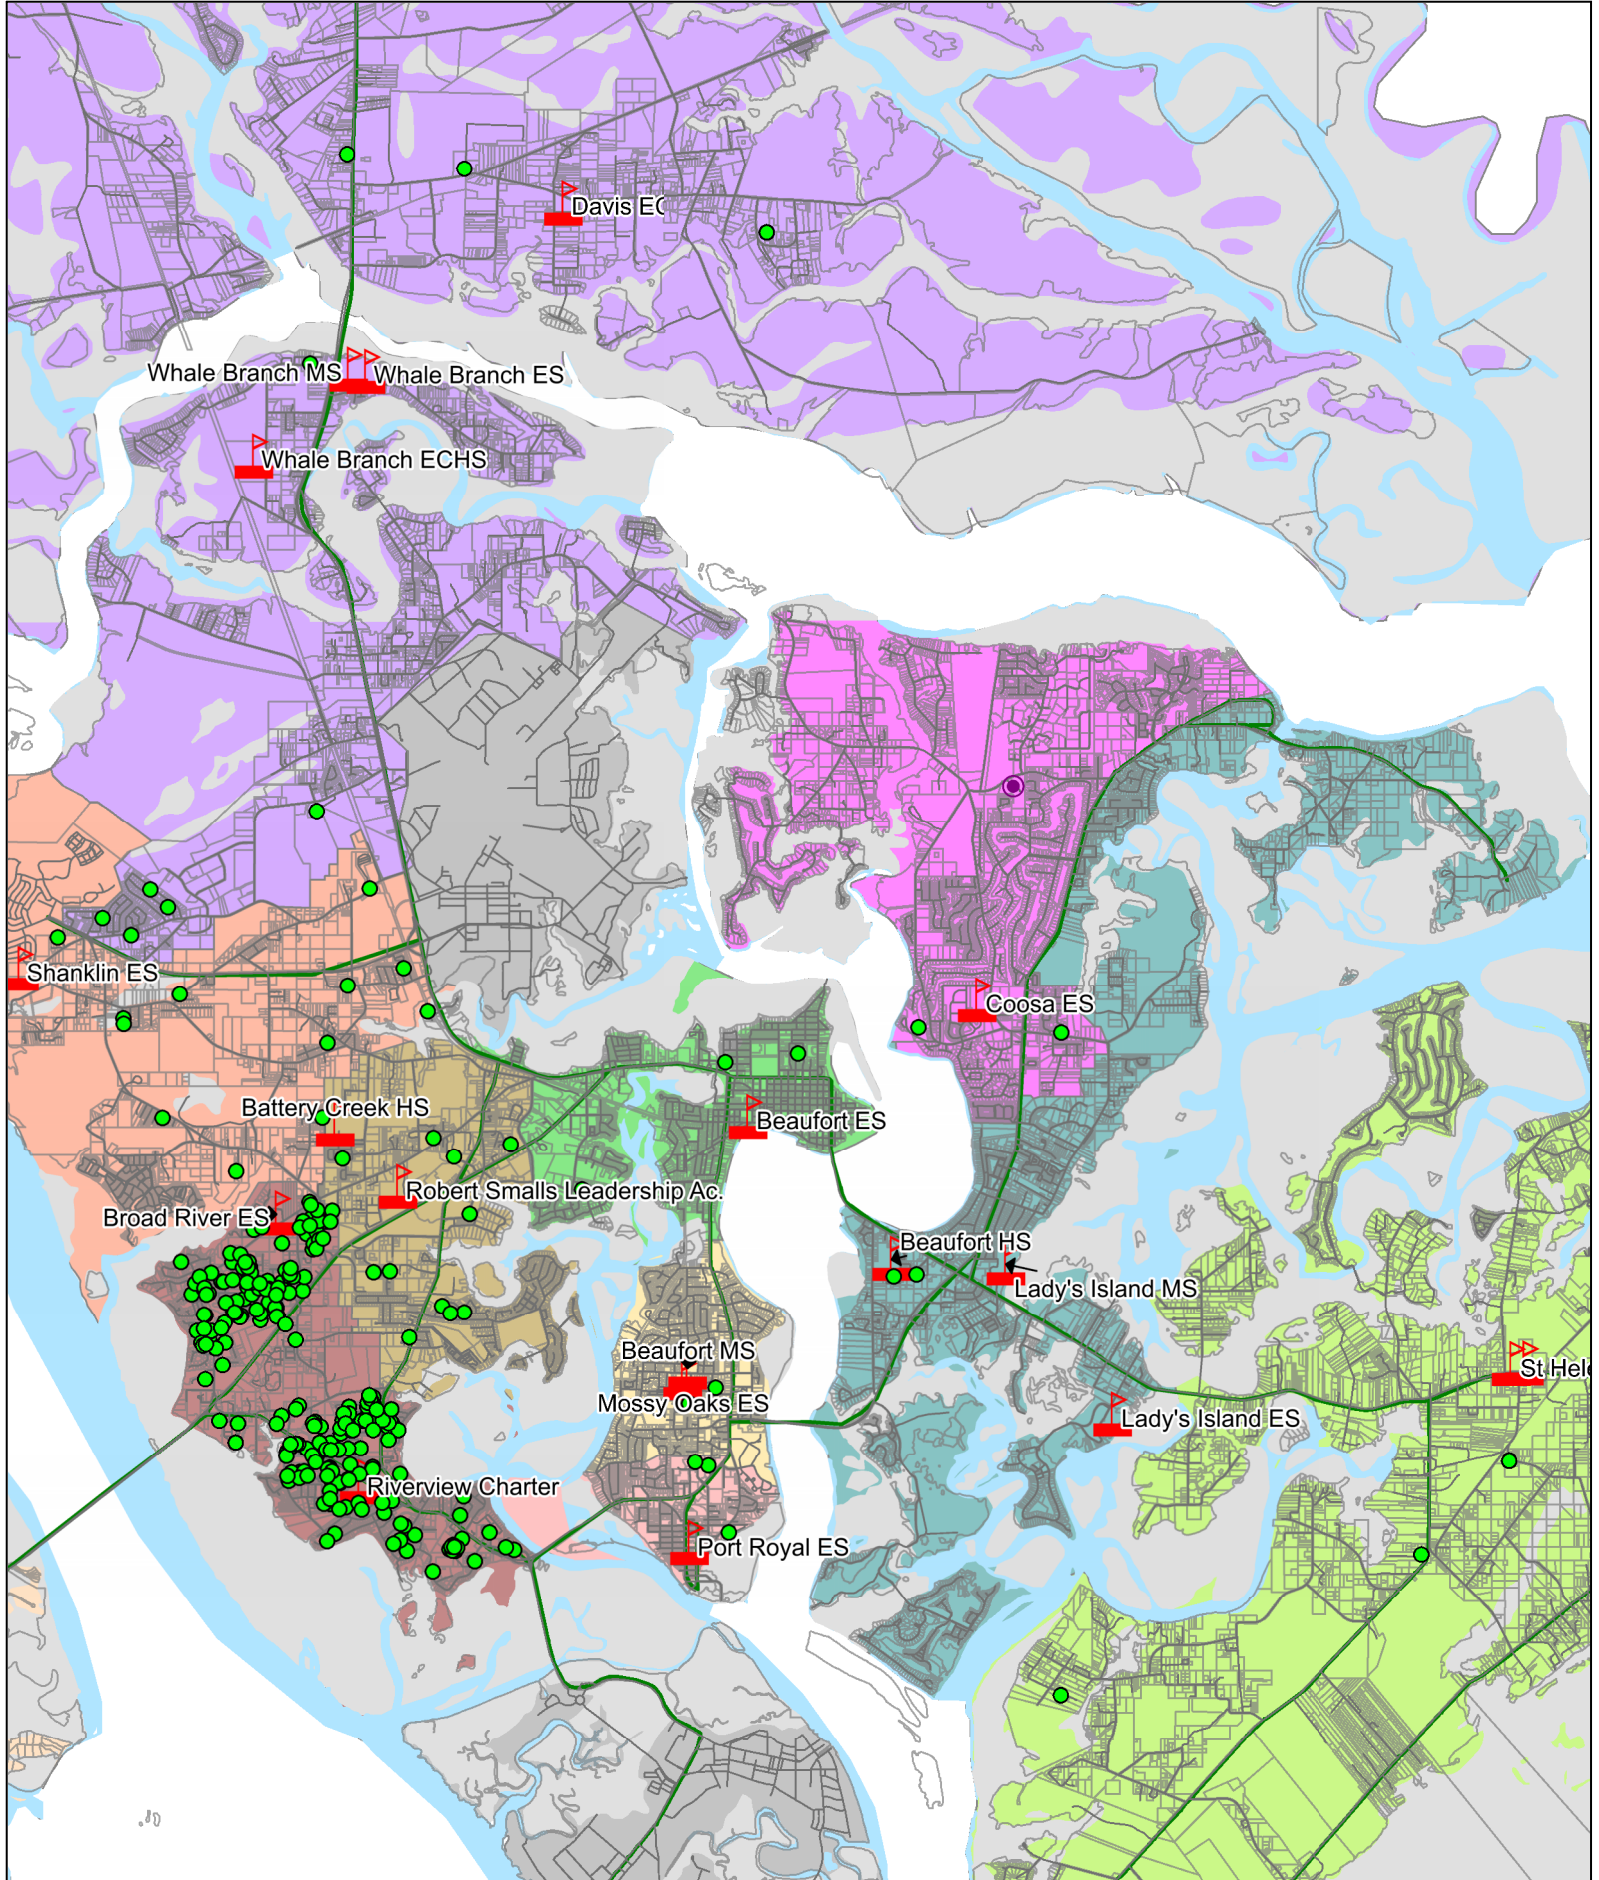 Davis EC
Whale Branch MS
Whale Branch ES
Whale Branch ECHS
Shanklin ES
Coosa ES
Battery Creek HS
Beaufort ES
Robert Smalls Leadership Ac.
Broad River ES
Beaufort HS
Lady's Island MS
Beaufort MS
St Hele
Mossy Oaks ES
Lady's Island ES
Riverview Charter
Port Royal ES